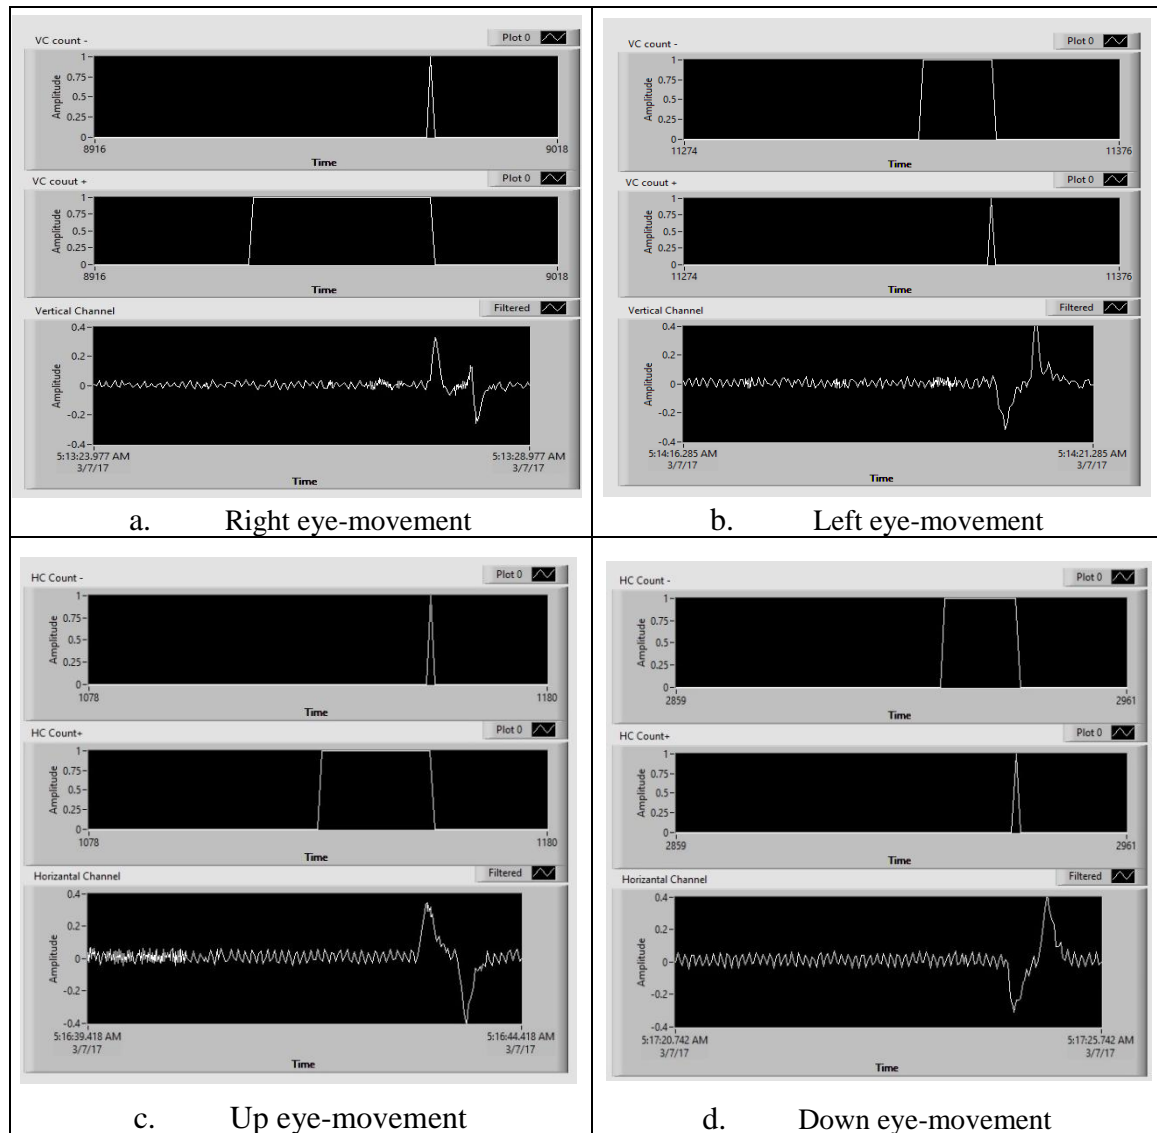 VC count -
Plot 0
Amplitude
1
0.75
0.5
0.25
0
8916
9018
Time
VC couut +
Plot 0
Amplitude
1
0.75
0.5
0.25
0
8916
9018
Time
Vertical Channel
Filtered
Amplitude
0.4
0.2
0
-0.2
-0.4
5:13:23.977 AM
3/7/17
5:13:28.977 AM
3/7/17
Time
a. Right eye-movement
VC count -
Plot 0
Amplitude
1
0.75
0.5
0.25
0
11274
11376
Time
VC couut +
Plot 0
Amplitude
1
0.75
0.5
0.25
0
11274
11376
Time
Vertical Channel
Filtered
Amplitude
0.4
0.2
0
-0.2
-0.4
5:14:16.285 AM
3/7/17
5:14:21.285 AM
3/7/17
Time
b. Left eye-movement
HC Count -
Plot 0
Amplitude
1
0.75
0.5
0.25
0
1078
1180
Time
HC Count+
Plot 0
Amplitude
1
0.75
0.5
0.25
0
1078
1180
Time
Horizantal Channel
Filtered
Amplitude
0.4
0.2
0
-0.2
-0.4
5:16:39.418 AM
3/7/17
5:16:44.418 AM
3/7/17
Time
c. Up eye-movement
HC Count -
Plot 0
Amplitude
1
0.75
0.5
0.25
0
2859
2961
Time
HC Count+
Plot 0
Amplitude
1
0.75
0.5
0.25
0
2859
2961
Time
Horizantal Channel
Filtered
Amplitude
0.4
0.2
0
-0.2
-0.4
5:17:20.742 AM
3/7/17
5:17:25.742 AM
3/7/17
Time
d. Down eye-movement